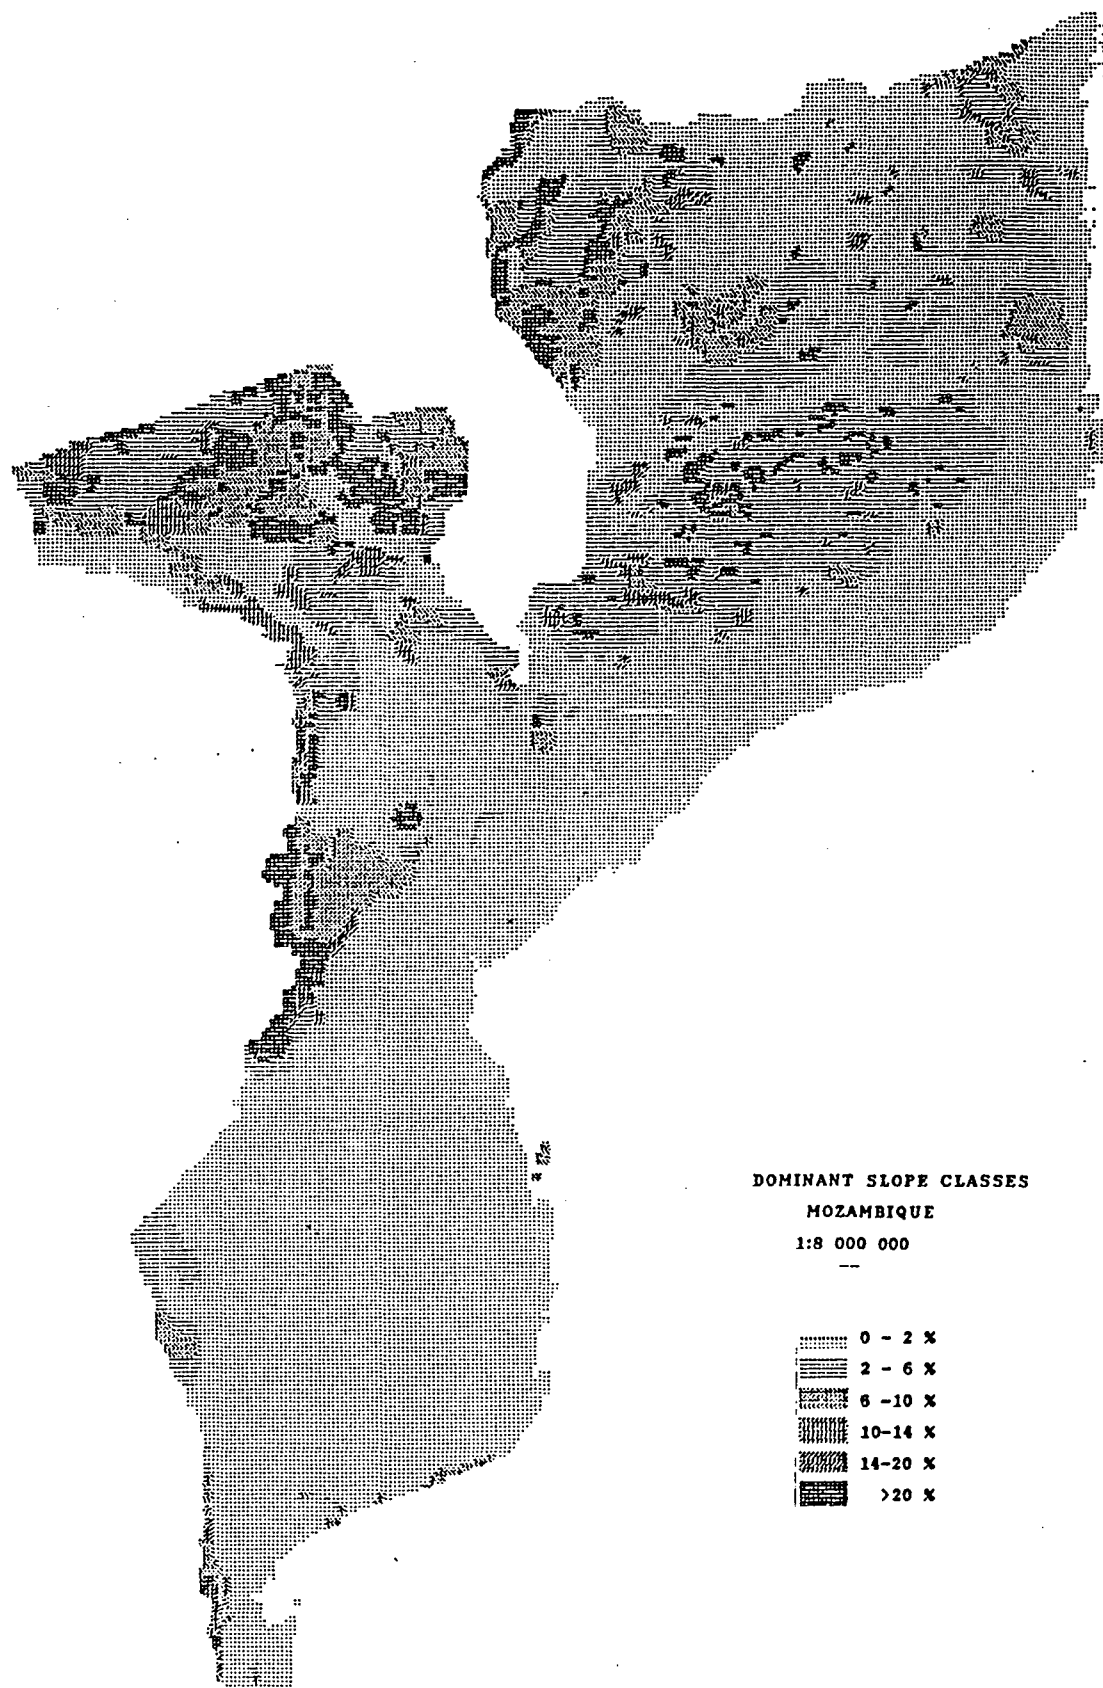 DOMINANT SLOPE CLASSES
MOZAMBIQUE
1:8 000 000
0 - 2 %
2 - 6 %
6 -10 %
10-14 %
14-20 %
>20 %